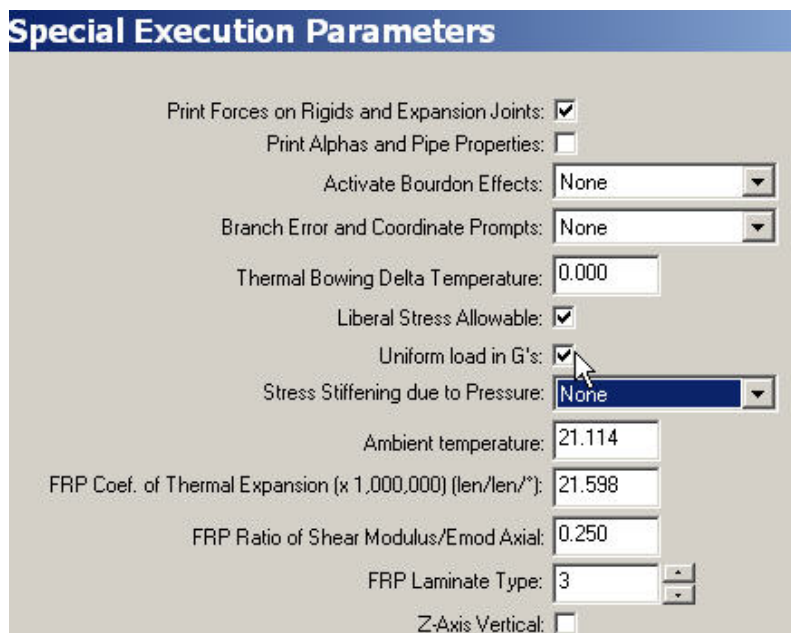 Special Execution Parameters
Print Forces on Rigids and Expansion Joints:
Print Alphas and Pipe Properties:
Activate Bourdon Effects: None
Branch Error and Coordinate Prompts: None
Thermal Bowing Delta Temperature: 0.000
Liberal Stress Allowable:
Uniform load in G's:
Stress Stiffening due to Pressure: None
Ambient temperature: 21.114
FRP Coef. of Thermal Expansion (x 1,000,000) (len/len/°): 21.598
FRP Ratio of Shear Modulus/Emod Axial: 0.250
FRP Laminate Type: 3
Z-Axis Vertical: